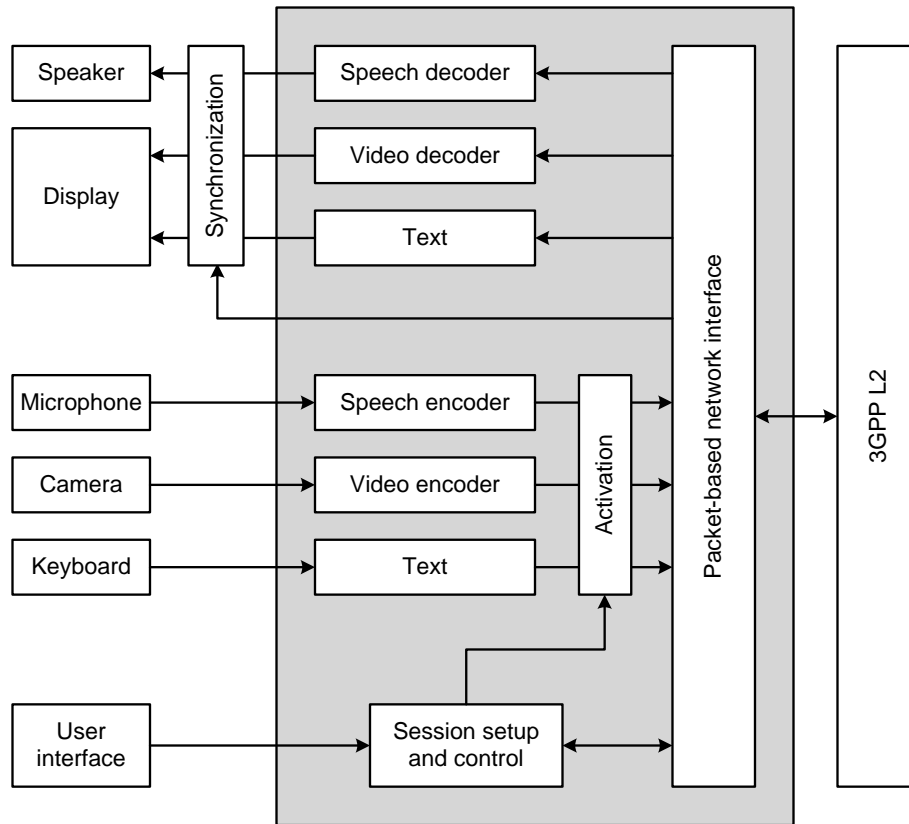 Speaker
Speech decoder
Synchronization
Display
Video decoder
Text
Packet-based network interface
3GPP L2
Microphone
Speech encoder
Activation
Camera
Video encoder
Keyboard
Text
User
interface
Session setup
and control